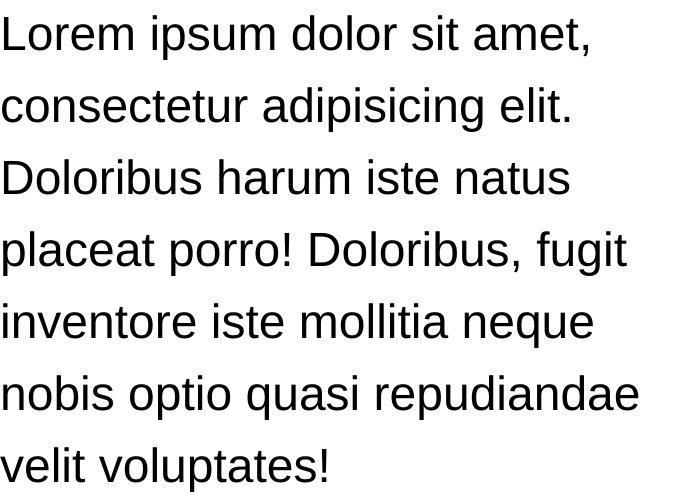 Lorem ipsum dolor sit amet,
consectetur adipisicing elit.
Doloribus harum iste natus
placeat porro! Doloribus, fugit
inventore iste mollitia neque
nobis optio quasi repudiandae
velit voluptates!